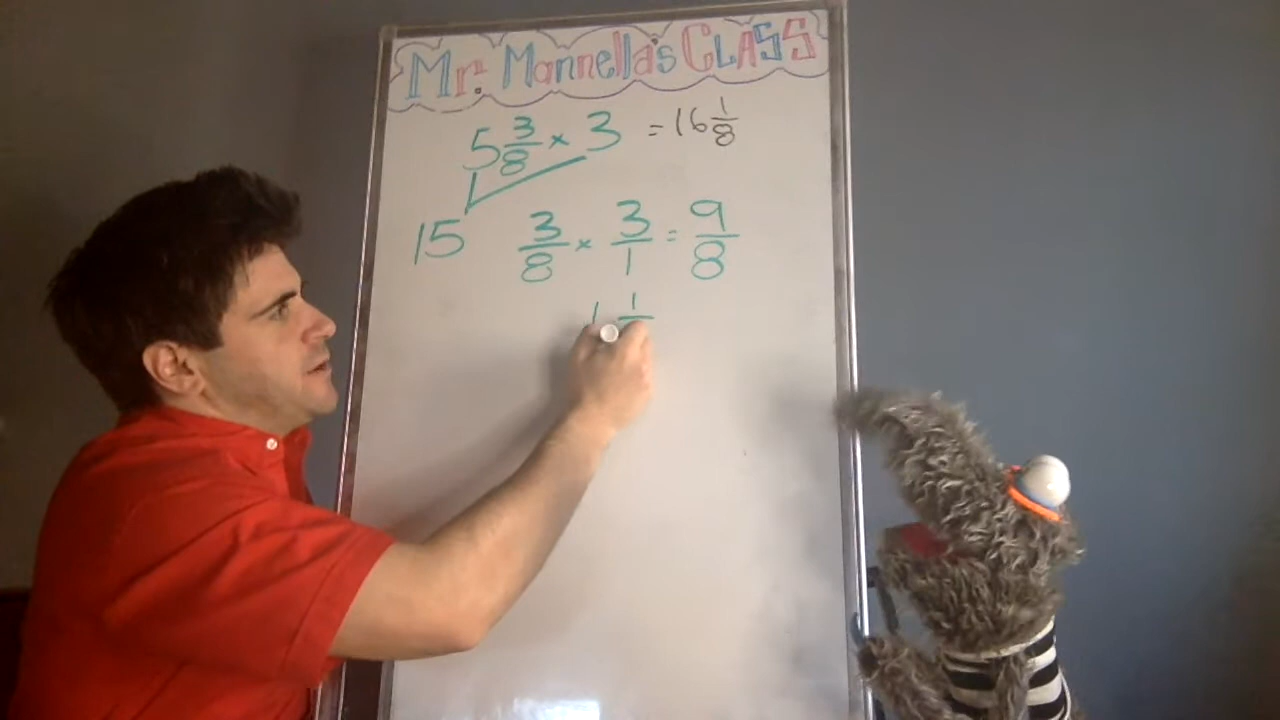 Mr. Mannella's CLASS
5 3/8 × 3 = 16 1/8
15 3/8 × 3/1 = 9/8
1 1/